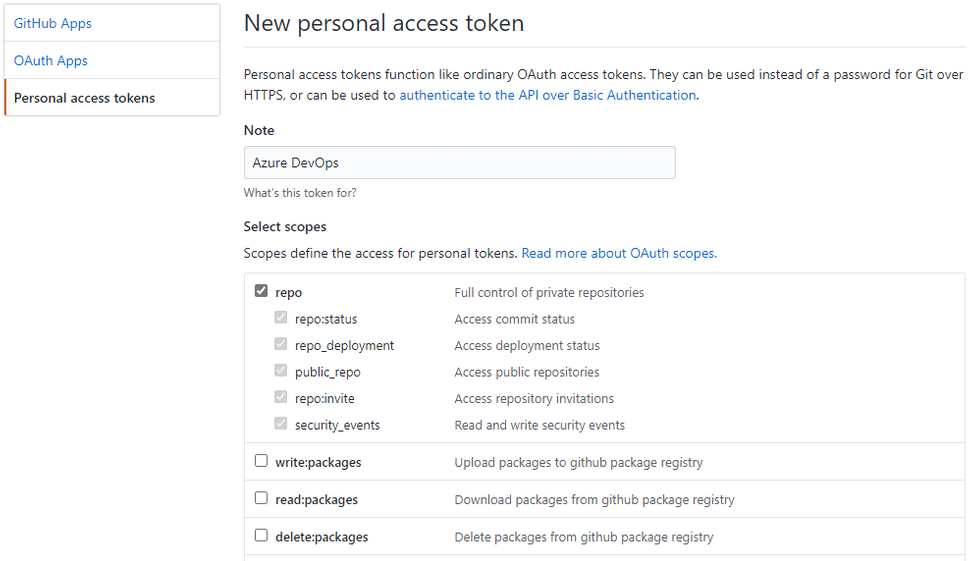 GitHub Apps
OAuth Apps
Personal access tokens
New personal access token
Personal access tokens function like ordinary OAuth access tokens. They can be used instead of a password for Git over
HTTPS, or can be used to authenticate to the API over Basic Authentication.
Note
Azure DevOps
What's this token for?
Select scopes
Scopes define the access for personal tokens. Read more about OAuth scopes.
repo Full control of private repositories
repo:status Access commit status
repo_deployment Access deployment status
public_repo Access public repositories
repo:invite Access repository invitations
security_events Read and write security events
write:packages Upload packages to github package registry
read:packages Download packages from github package registry
delete:packages Delete packages from github package registry